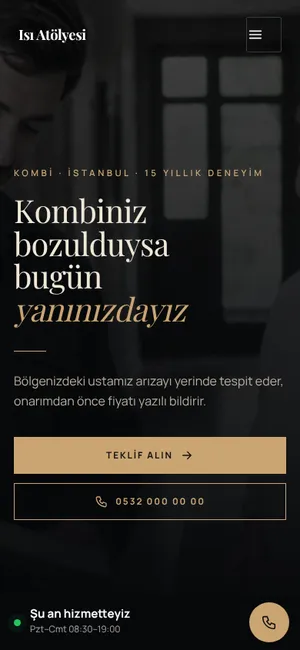 Isı Atölyesi
KOMBİ · İSTANBUL · 15 YILLIK DENEYİM
Kombiniz
bozulduysa
bugün
yanınızdayız
Bölgenizdeki ustamız arızayı yerinde tespit eder,
onarımdan önce fiyatı yazılı bildirir.
TEKLİF ALIN →
0532 000 00 00
Şu an hizmetteyiz
Pzt–Cmt 08:30–19:00